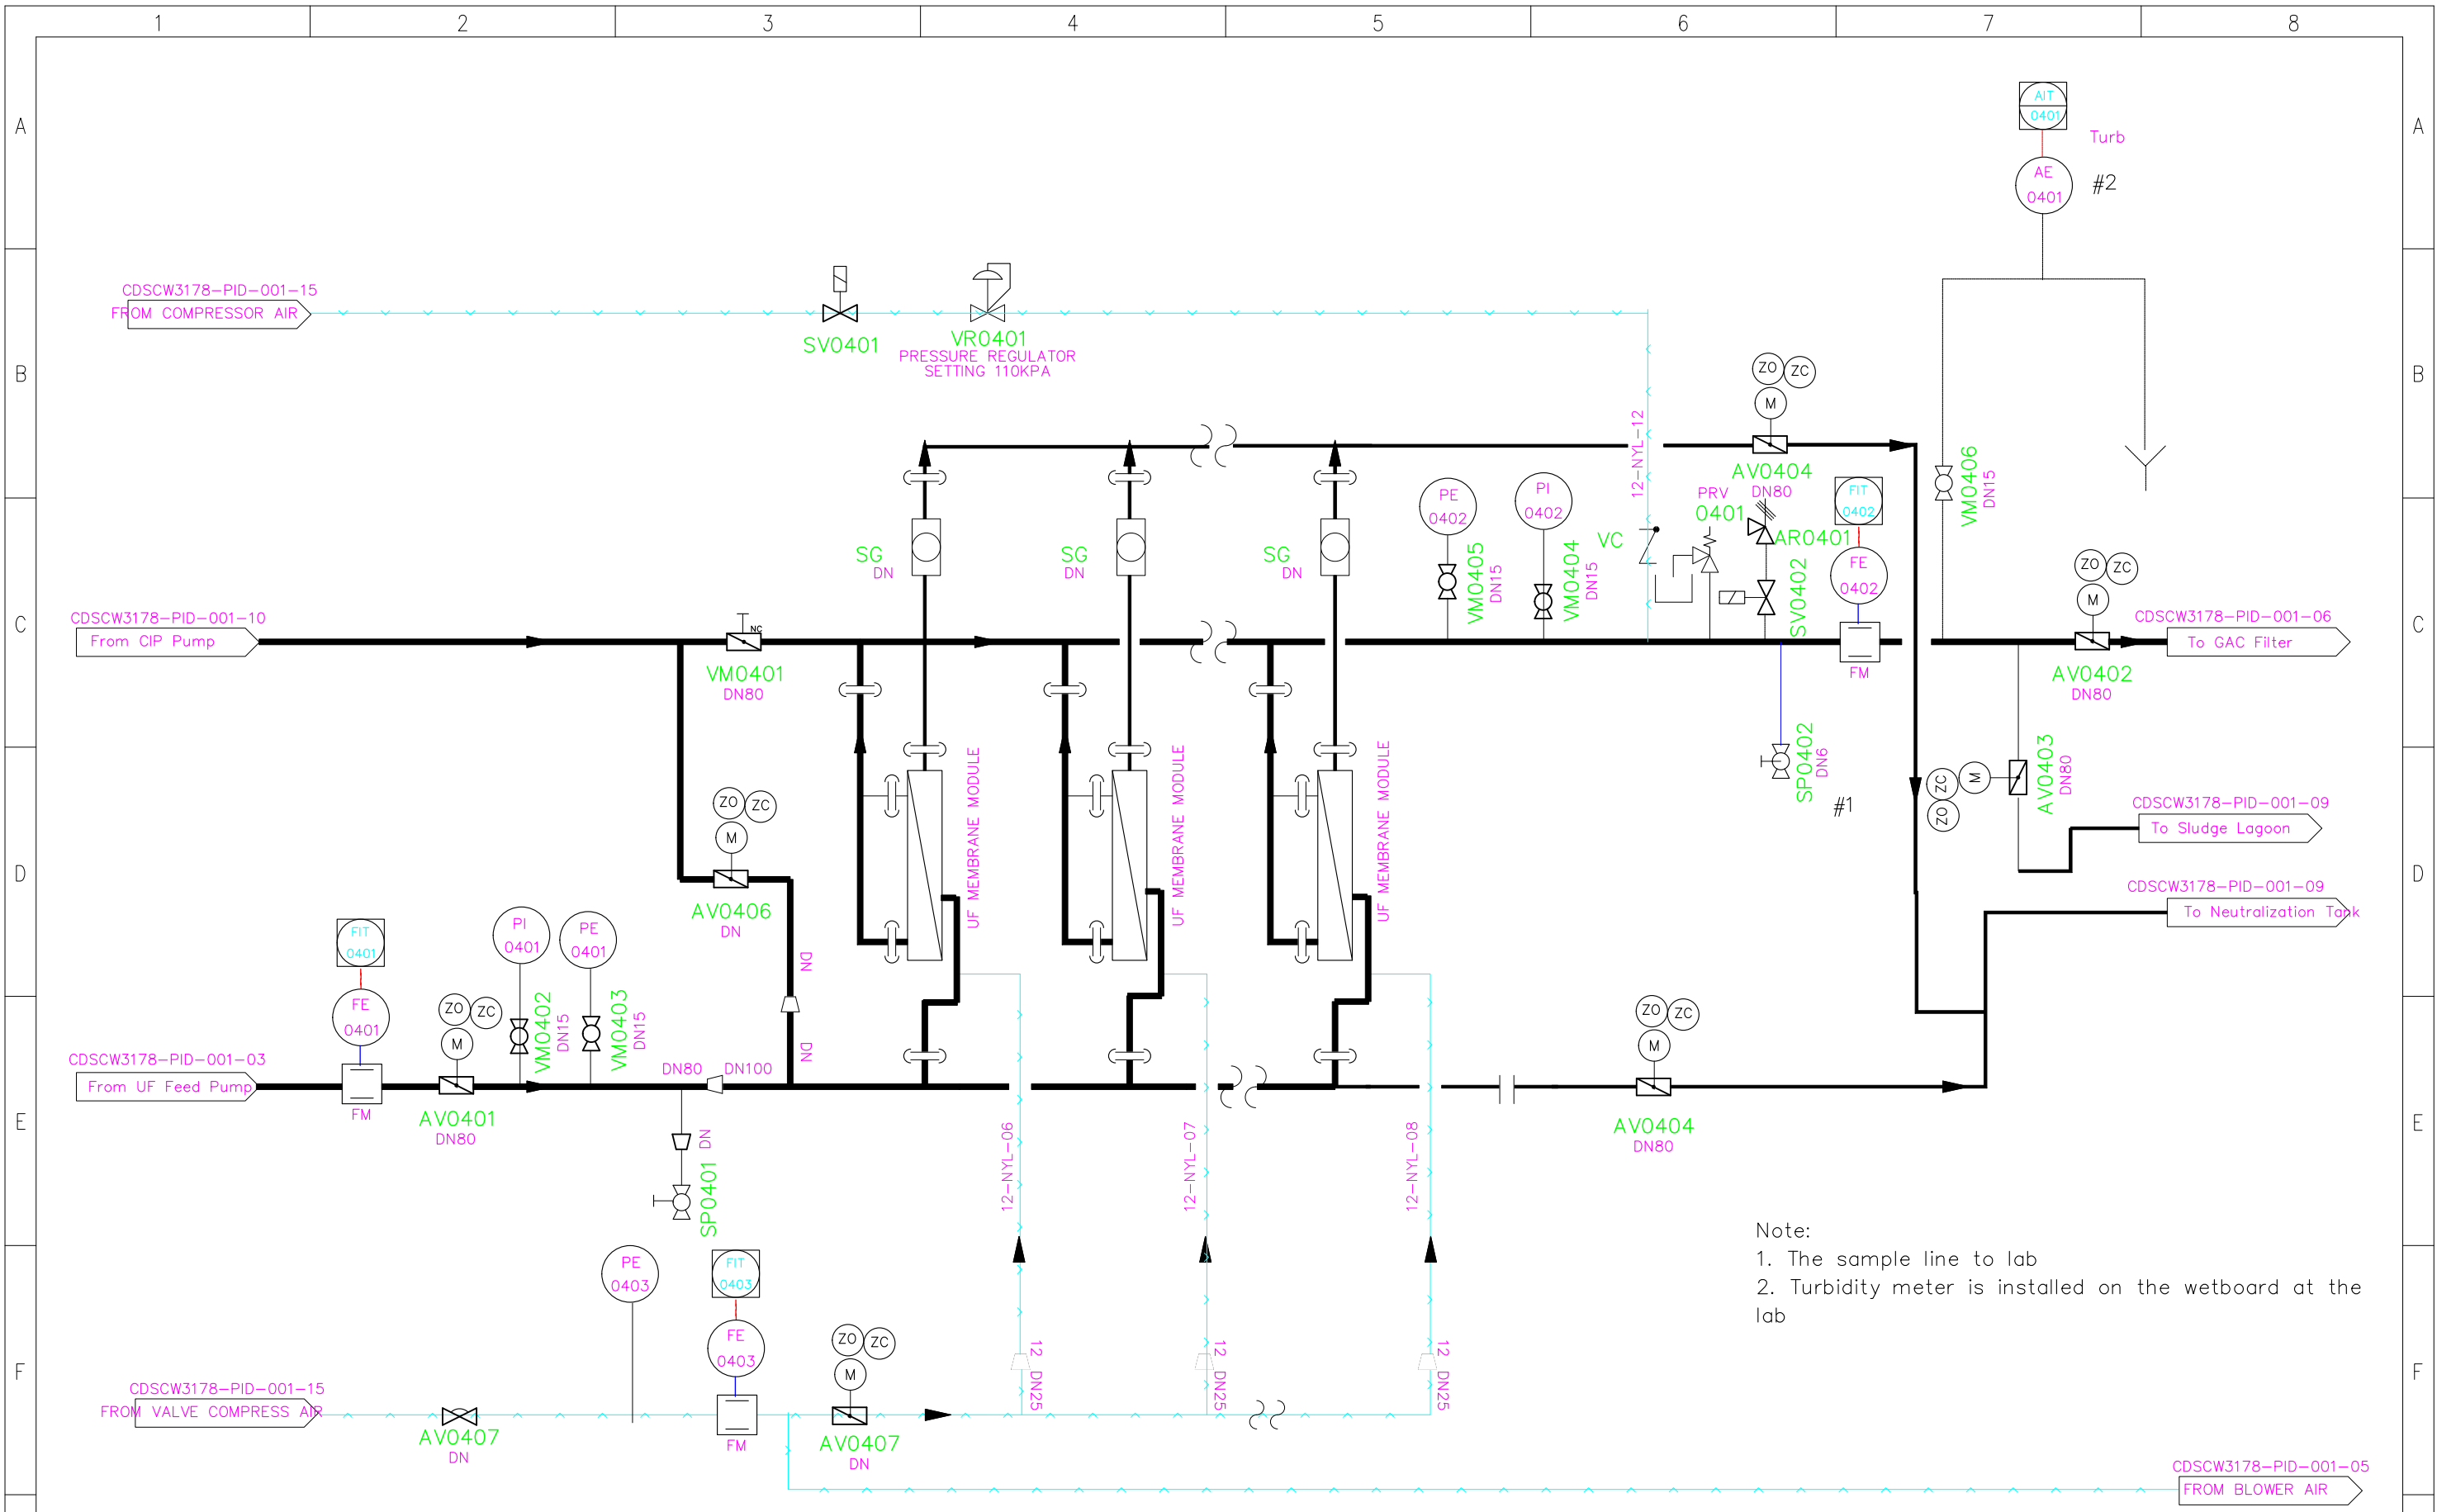 1 2 3 4 5 6 7 8
A
AIT
0401
A
Turb
AE
0401
#2
CDSCW3178-PID-001-15
FROM COMPRESSOR AIR
SV0401
VR0401
PRESSURE REGULATOR
SETTING 110KPA
B
B
ZO ZC
M
AV0404
DN80
12-NYL-12
VM0406
DN15
SG
DN
SG
DN
SG
DN
PE
0402
VM0405
DN15
PI
0402
VM0404
DN15
VC
PRV
0401
AR0401
SV0402
FIT
0402
FE
0402
FM
C
C
CDSCW3178-PID-001-10
From CIP Pump
NC
VM0401
DN80
ZO ZC
M
AV0402
DN80
CDSCW3178-PID-001-06
To GAC Filter
SP0402
DN6
#1
ZO ZC
M
AV0403
DN80
CDSCW3178-PID-001-09
To Sludge Lagoon
CDSCW3178-PID-001-09
To Neutralization Tank
D
D
ZO ZC
M
AV0406
DN
DN
DN
UF MEMBRANE MODULE
UF MEMBRANE MODULE
UF MEMBRANE MODULE
FIT
0401
FE
0401
FM
ZO ZC
M
AV0401
DN80
PI
0401
VM0402
DN15
PE
0401
VM0403
DN15
CDSCW3178-PID-001-03
From UF Feed Pump
DN80 DN100
E
E
DN
SP0401
12-NYL-06
12-NYL-07
12-NYL-08
ZO ZC
M
AV0404
DN80
Note:
1. The sample line to lab
2. Turbidity meter is installed on the wetboard at the
lab
F
F
PE
0403
FIT
0403
FE
0403
FM
ZO ZC
M
AV0407
DN
12 DN25
12 DN25
12 DN25
CDSCW3178-PID-001-15
FROM VALVE COMPRESS AIR
AV0407
DN
CDSCW3178-PID-001-05
FROM BLOWER AIR